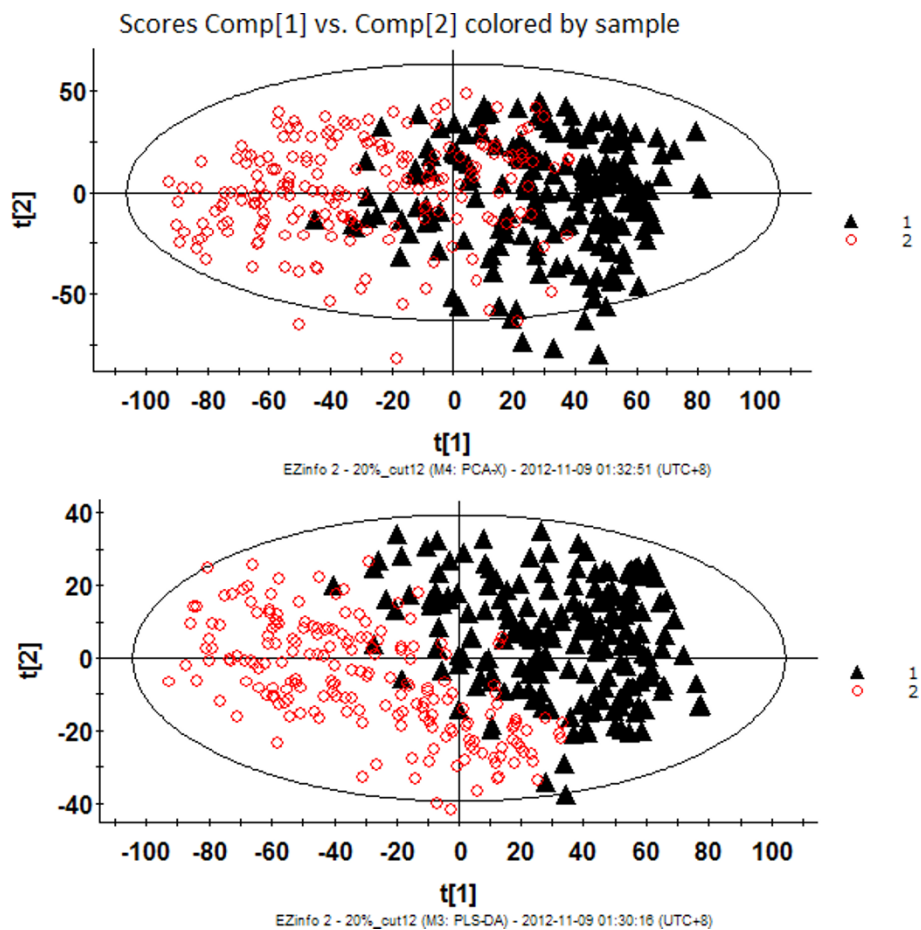 Scores Comp[1] vs. Comp[2] colored by sample
50
0
-50
t[2]
-100 -80 -60 -40 -20 0 20 40 60 80 100
t[1]
1
2
EZinfo 2 - 20%_cut12 (M4: PCA-X) - 2012-11-09 01:32:51 (UTC+8)
40
20
0
-20
-40
t[2]
-100 -80 -60 -40 -20 0 20 40 60 80 100
t[1]
1
2
EZinfo 2 - 20%_cut12 (M3: PLS-DA) - 2012-11-09 01:30:16 (UTC+8)